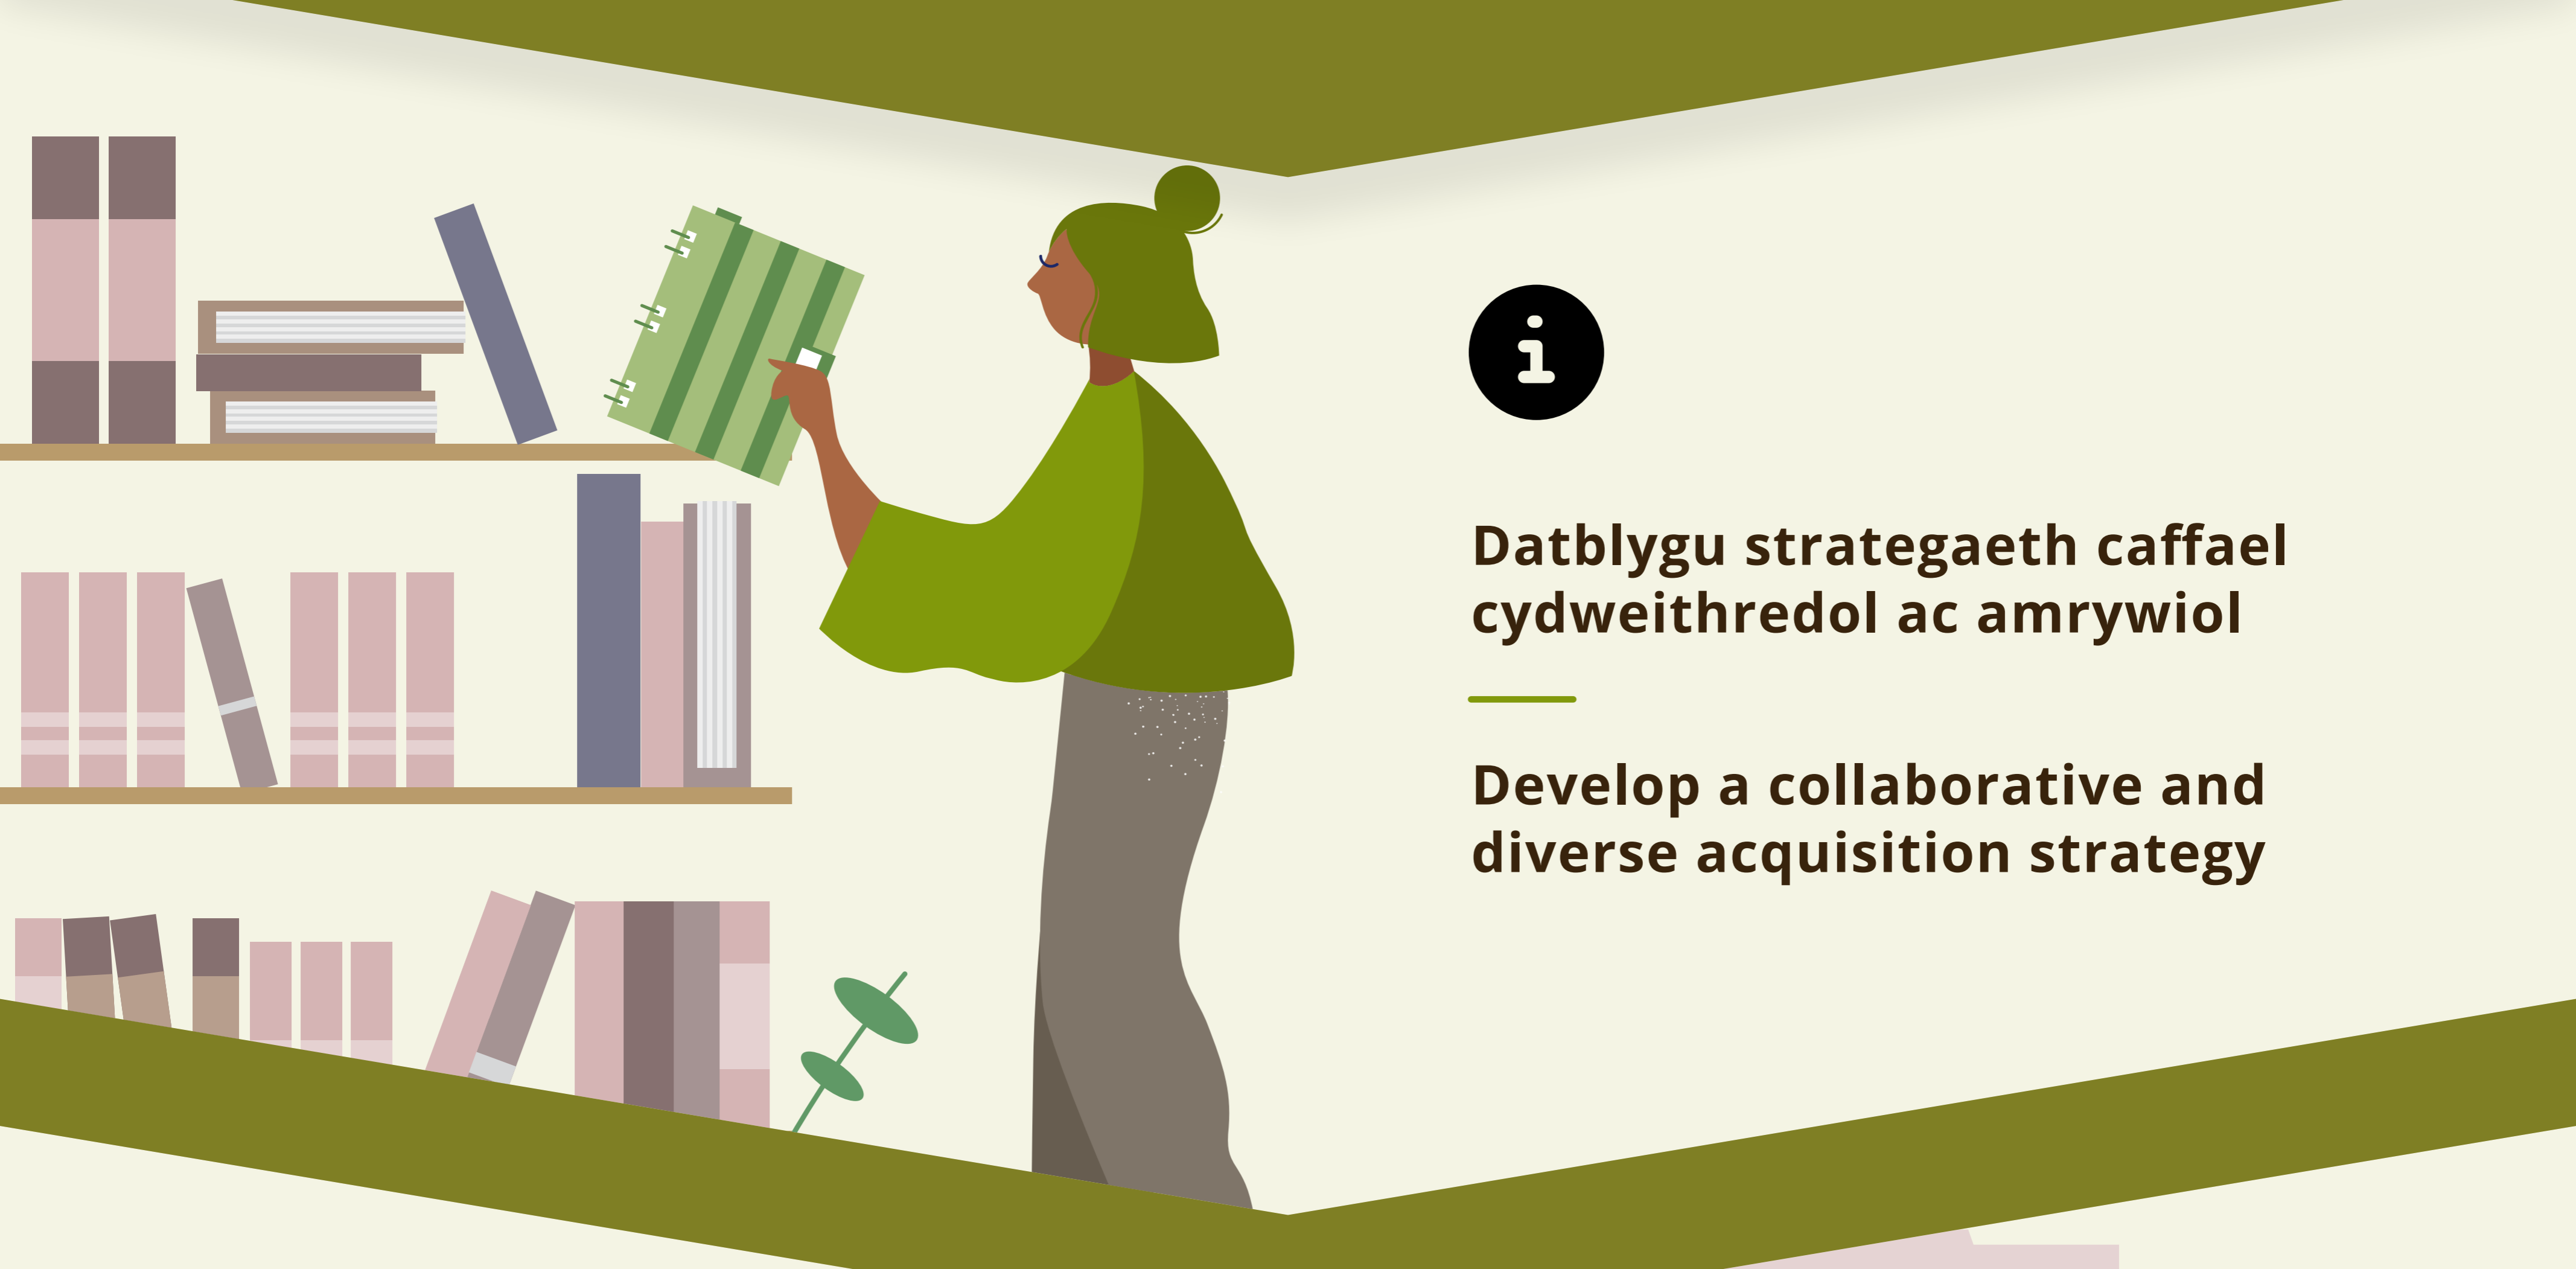 Datblygu strategaeth caffael
cydweithredol ac amrywiol
Develop a collaborative and
diverse acquisition strategy